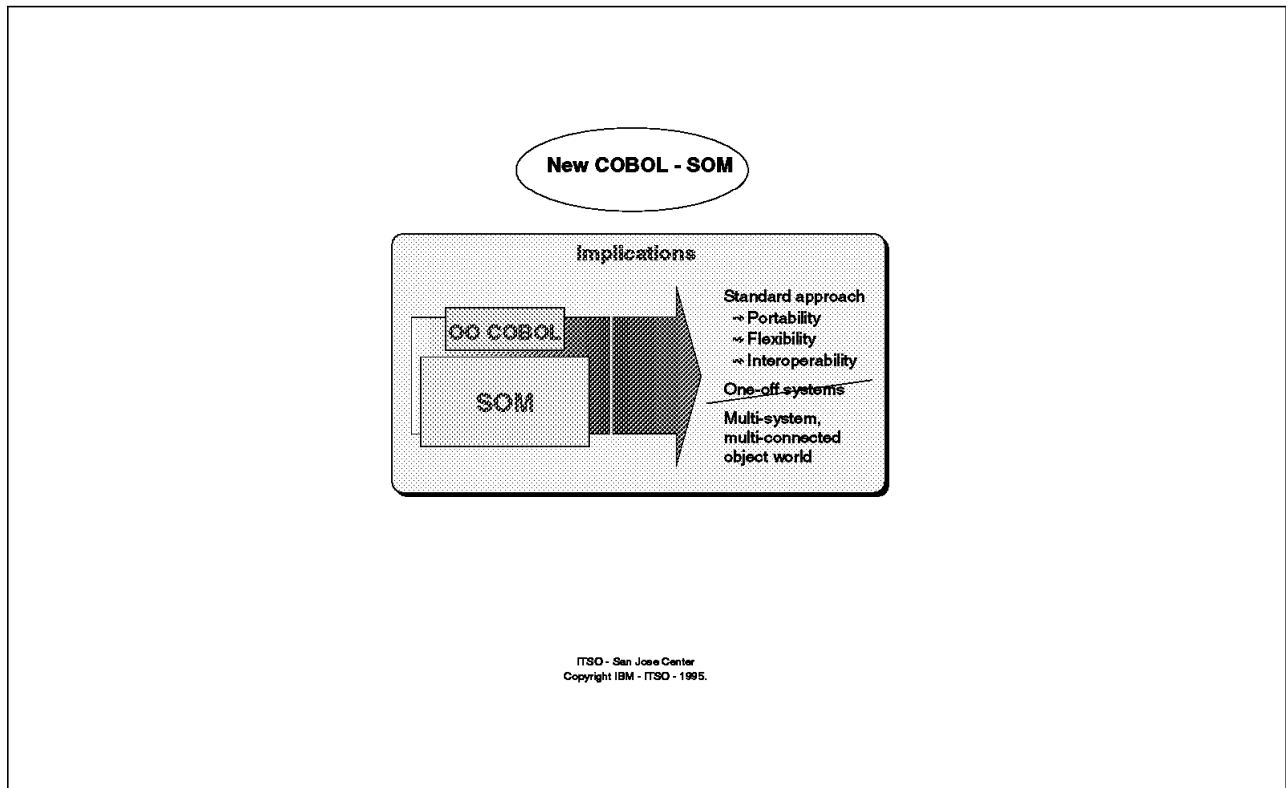 New COBOL - SOM
Implications
OO COBOL
SOM
Standard approach
→ Portability
→ Flexibility
→ Interoperability
One-off systems
Multi-system,
multi-connected
object world
ITSO - San Jose Center
Copyright IBM - ITSO - 1995.